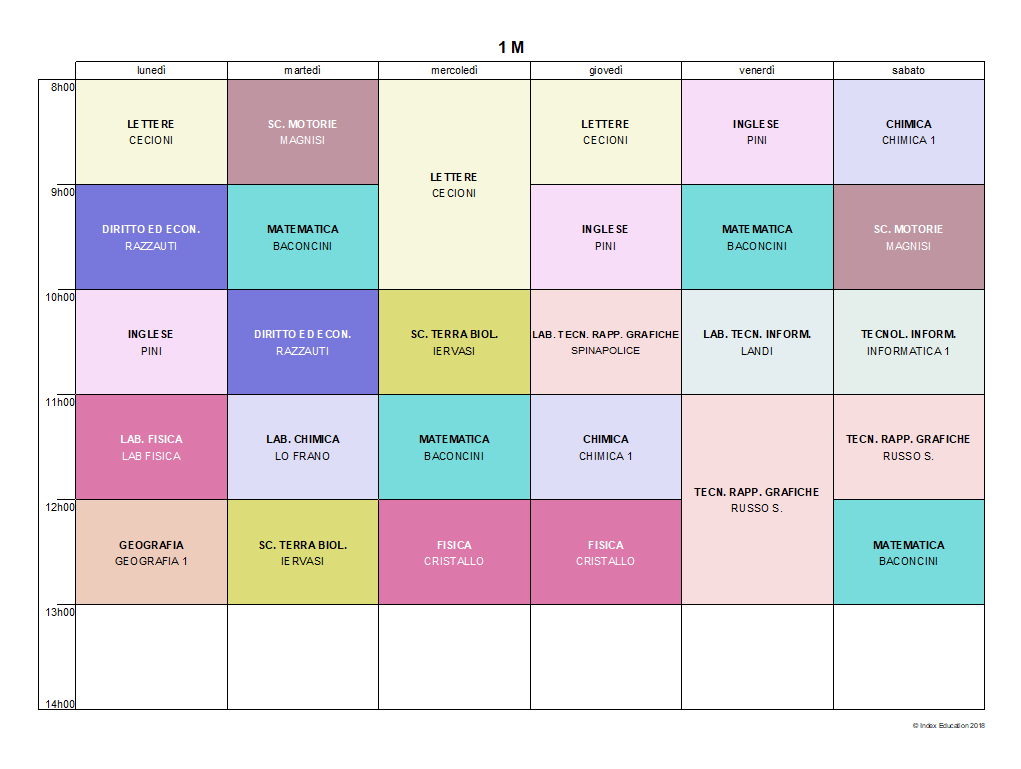 1 M
lunedì martedì mercoledì giovedì venerdì sabato
8h00
LETTERE
CECIONI
SC. MOTORIE
MAGNISI
LETTERE
CECIONI
LETTERE
CECIONI
INGLESE
PINI
CHIMICA
CHIMICA 1
9h00
DIRITTO ED ECON.
RAZZAUTI
MATEMATICA
BACONCINI
INGLESE
PINI
MATEMATICA
BACONCINI
SC. MOTORIE
MAGNISI
10h00
INGLESE
PINI
DIRITTO ED ECON.
RAZZAUTI
SC. TERRA BIOL.
IERVASI
LAB. TECN. RAPP. GRAFICHE
SPINAPOLICE
LAB. TECN. INFORM.
LANDI
TECNOL. INFORM.
INFORMATICA 1
11h00
LAB. FISICA
LAB FISICA
LAB. CHIMICA
LO FRANO
MATEMATICA
BACONCINI
CHIMICA
CHIMICA 1
TECN. RAPP. GRAFICHE
RUSSO S.
TECN. RAPP. GRAFICHE
RUSSO S.
12h00
GEOGRAFIA
GEOGRAFIA 1
SC. TERRA BIOL.
IERVASI
FISICA
CRISTALLO
FISICA
CRISTALLO
MATEMATICA
BACONCINI
13h00
14h00
© Index Education 2018